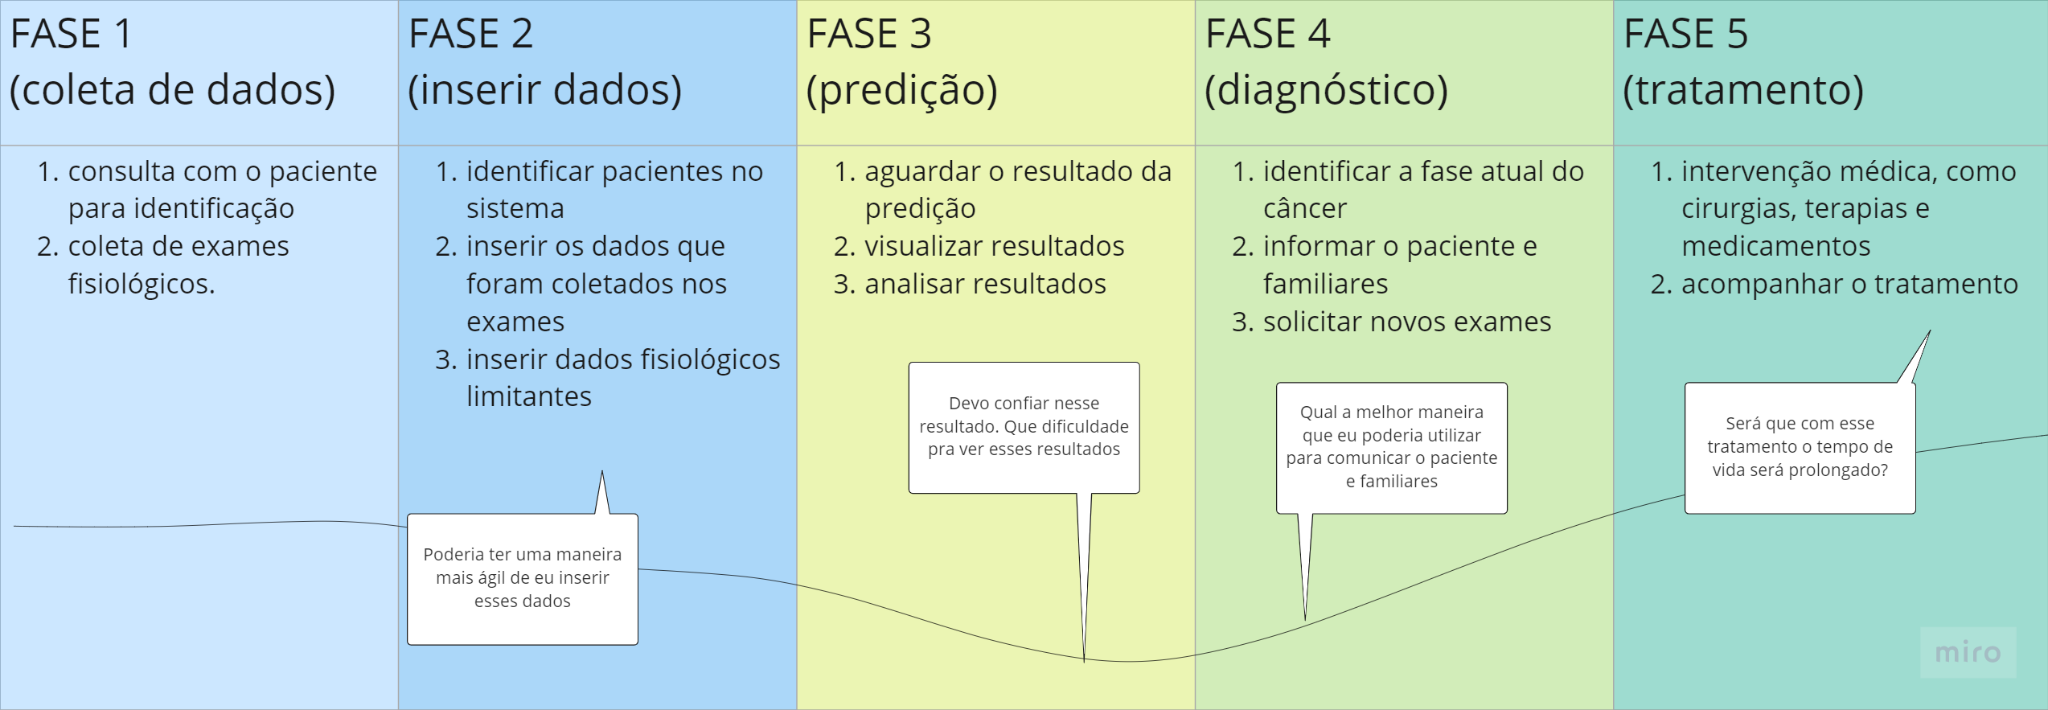 FASE 1
(coleta de dados)
1. consulta com o paciente
para identificação
2. coleta de exames
fisiológicos.
FASE 2
(inserir dados)
1. identificar pacientes no
sistema
2. inserir os dados que
foram coletados nos
exames
3. inserir dados fisiológicos
limitantes
Poderia ter uma maneira
mais ágil de eu inserir
esses dados
FASE 3
(predição)
1. aguardar o resultado da
predição
2. visualizar resultados
3. analisar resultados
Devo confiar nesse
resultado. Que dificuldade
pra ver esses resultados
FASE 4
(diagnóstico)
1. identificar a fase atual do
câncer
2. informar o paciente e
familiares
3. solicitar novos exames
Qual a melhor maneira
que eu poderia utilizar
para comunicar o paciente
e familiares
FASE 5
(tratamento)
1. intervenção médica, como
cirurgias, terapias e
medicamentos
2. acompanhar o tratamento
Será que com esse
tratamento o tempo de
vida será prolongado?
miro